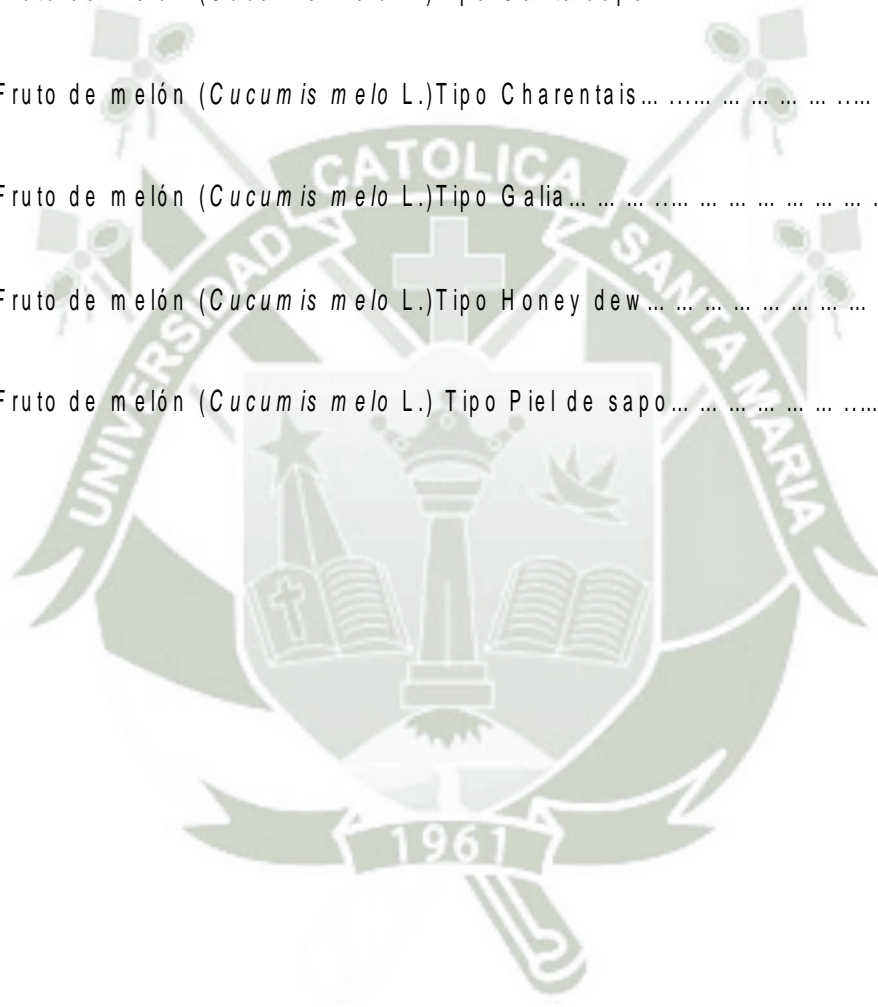 Fruto de melón (Cucumis melo L.)Tipo Charentais… ...… … … … … ..…
Fruto de melón (Cucumis melo L.)Tipo Galia… … … ..… … … … … … … .
Fruto de melón (Cucumis melo L.)Tipo Honey dew… … … … … … … …
Fruto de melón (Cucumis melo L.) Tipo Piel de sapo… … … … … … ..…
UNIVERSIDAD CATOLICA SANTA MARIA
1961